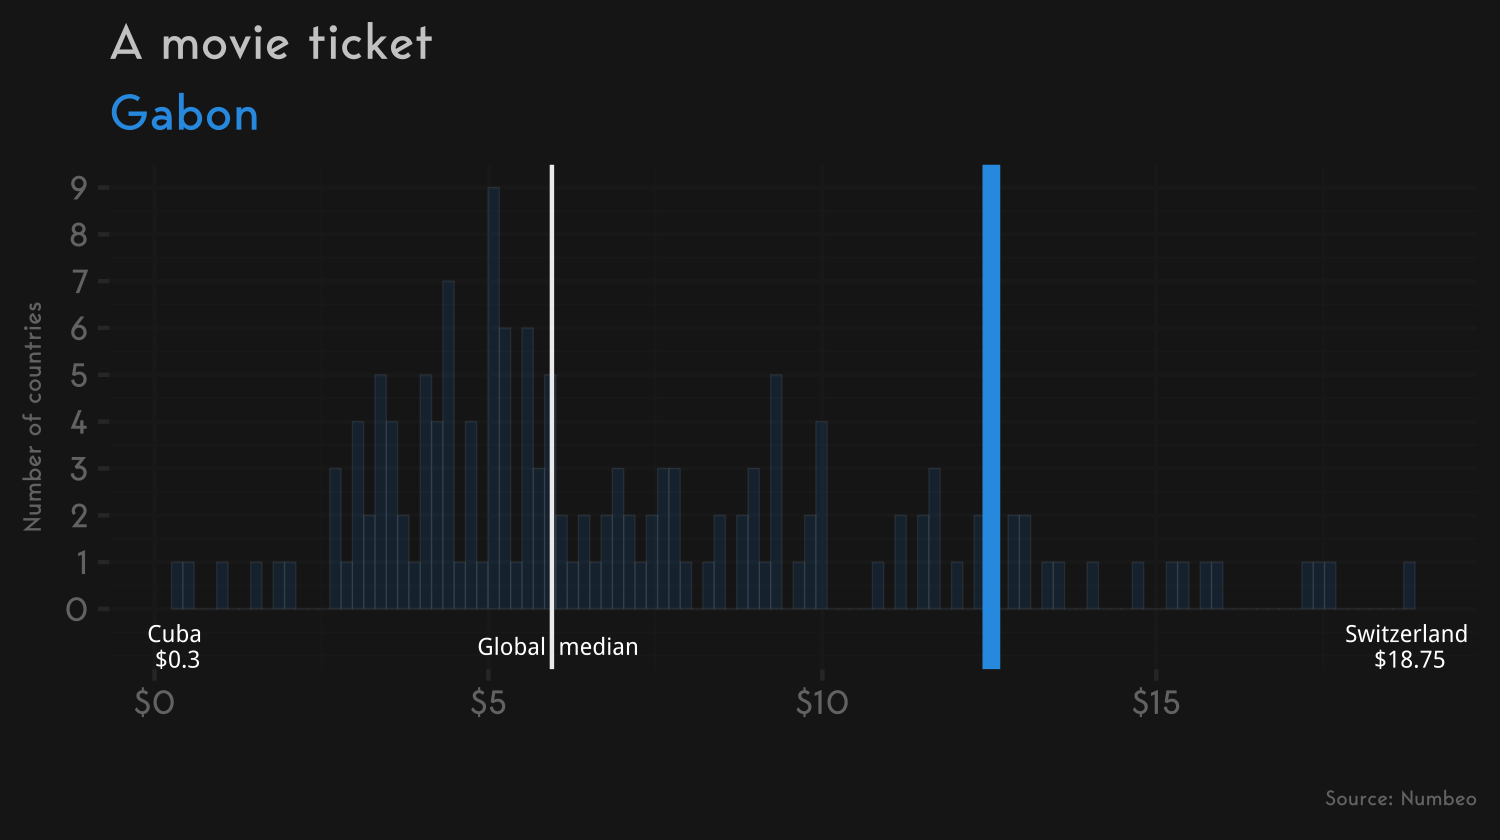 A movie ticket
Gabon
Number of countries
9
8
7
6
5
4
3
2
1
0
Cuba
$0.3
Global median
Switzerland
$18.75
$0 $5 $10 $15
Source: Numbeo